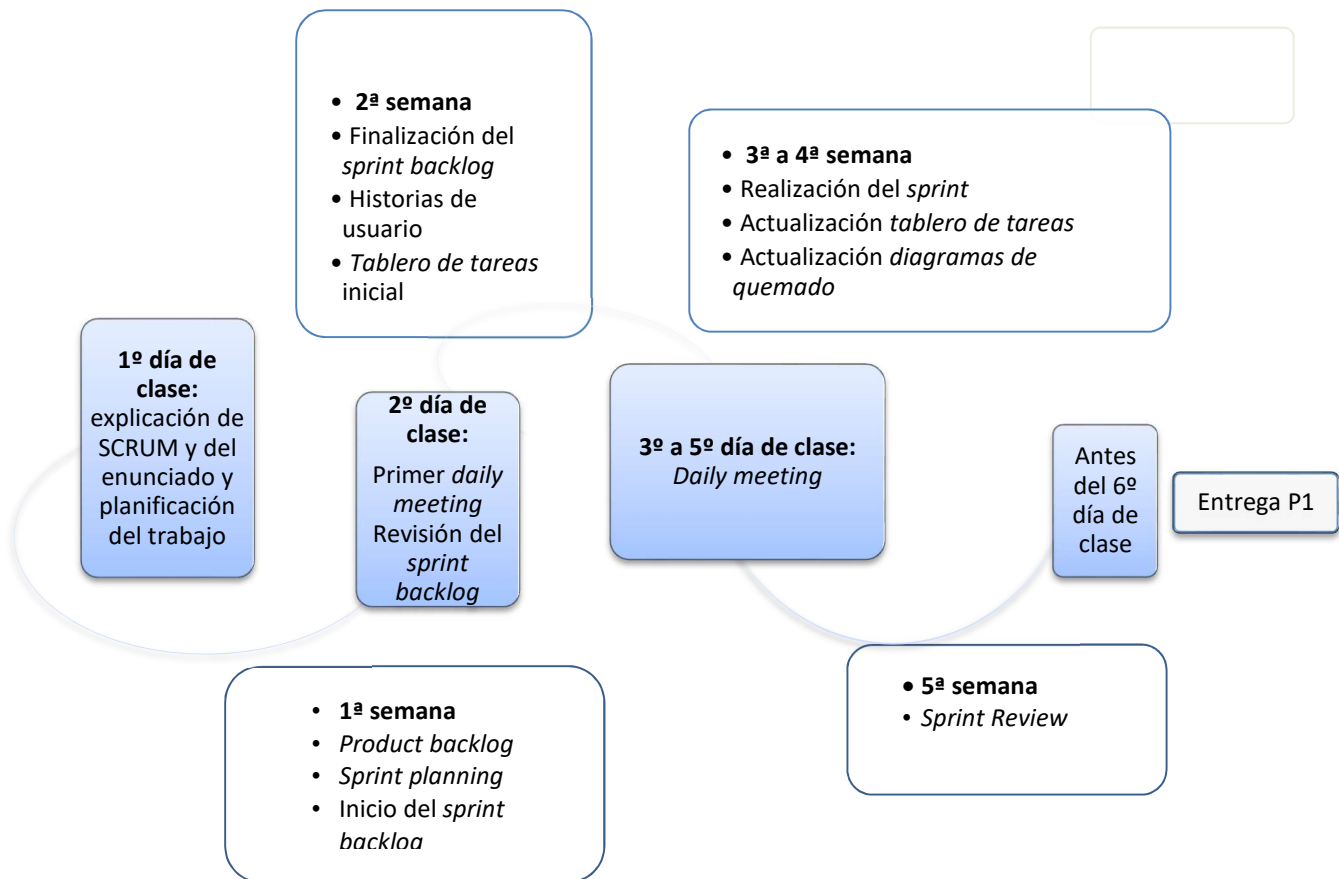 • 2ª semana
• Finalización del
sprint backlog
• Historias de
usuario
• Tablero de tareas
inicial
• 3ª a 4ª semana
• Realización del sprint
• Actualización tablero de tareas
• Actualización diagramas de
quemado
1º día de
clase:
explicación de
SCRUM y del
enunciado y
planificación
del trabajo
2º día de
clase:
Primer daily
meeting
Revisión del
sprint
backlog
3º a 5º día de clase:
Daily meeting
Antes
del 6º
día de
clase
Entrega P1
• 1ª semana
• Product backlog
• Sprint planning
• Inicio del sprint
backlog
• 5ª semana
• Sprint Review